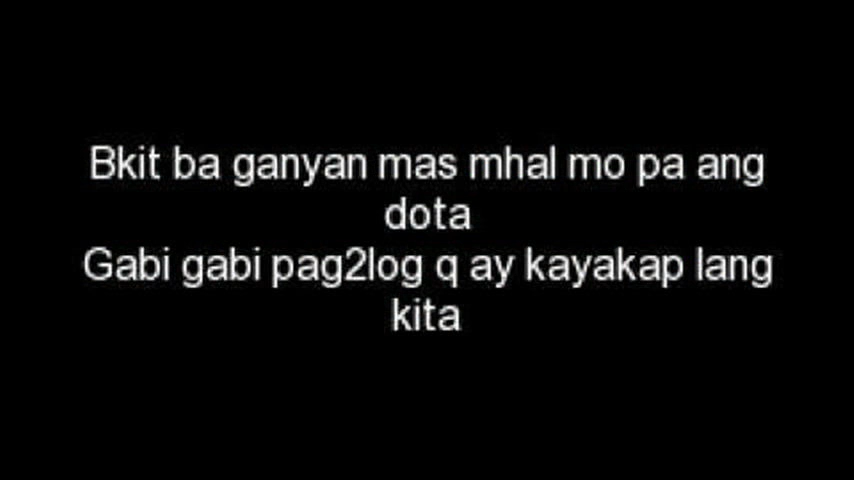 Bkit ba ganyan mas mhal mo pa ang
dota
Gabi gabi pag2log q ay kayakap lang
kita